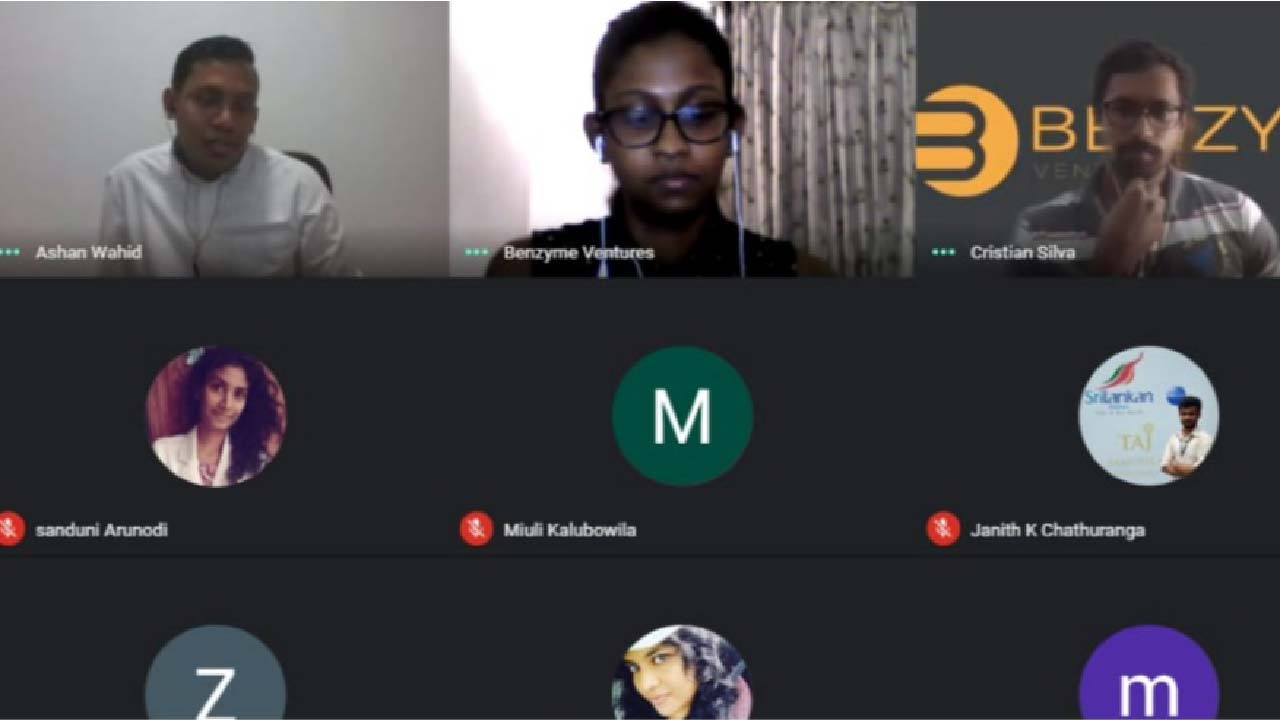 BENZY
VEN
Ashan Wahid
Benzyme Ventures
Cristian Silva
M
SriLankan
TAJ
sanduni Arunodi
Miuli Kalubowila
Janith K Chathuranga
Z
m